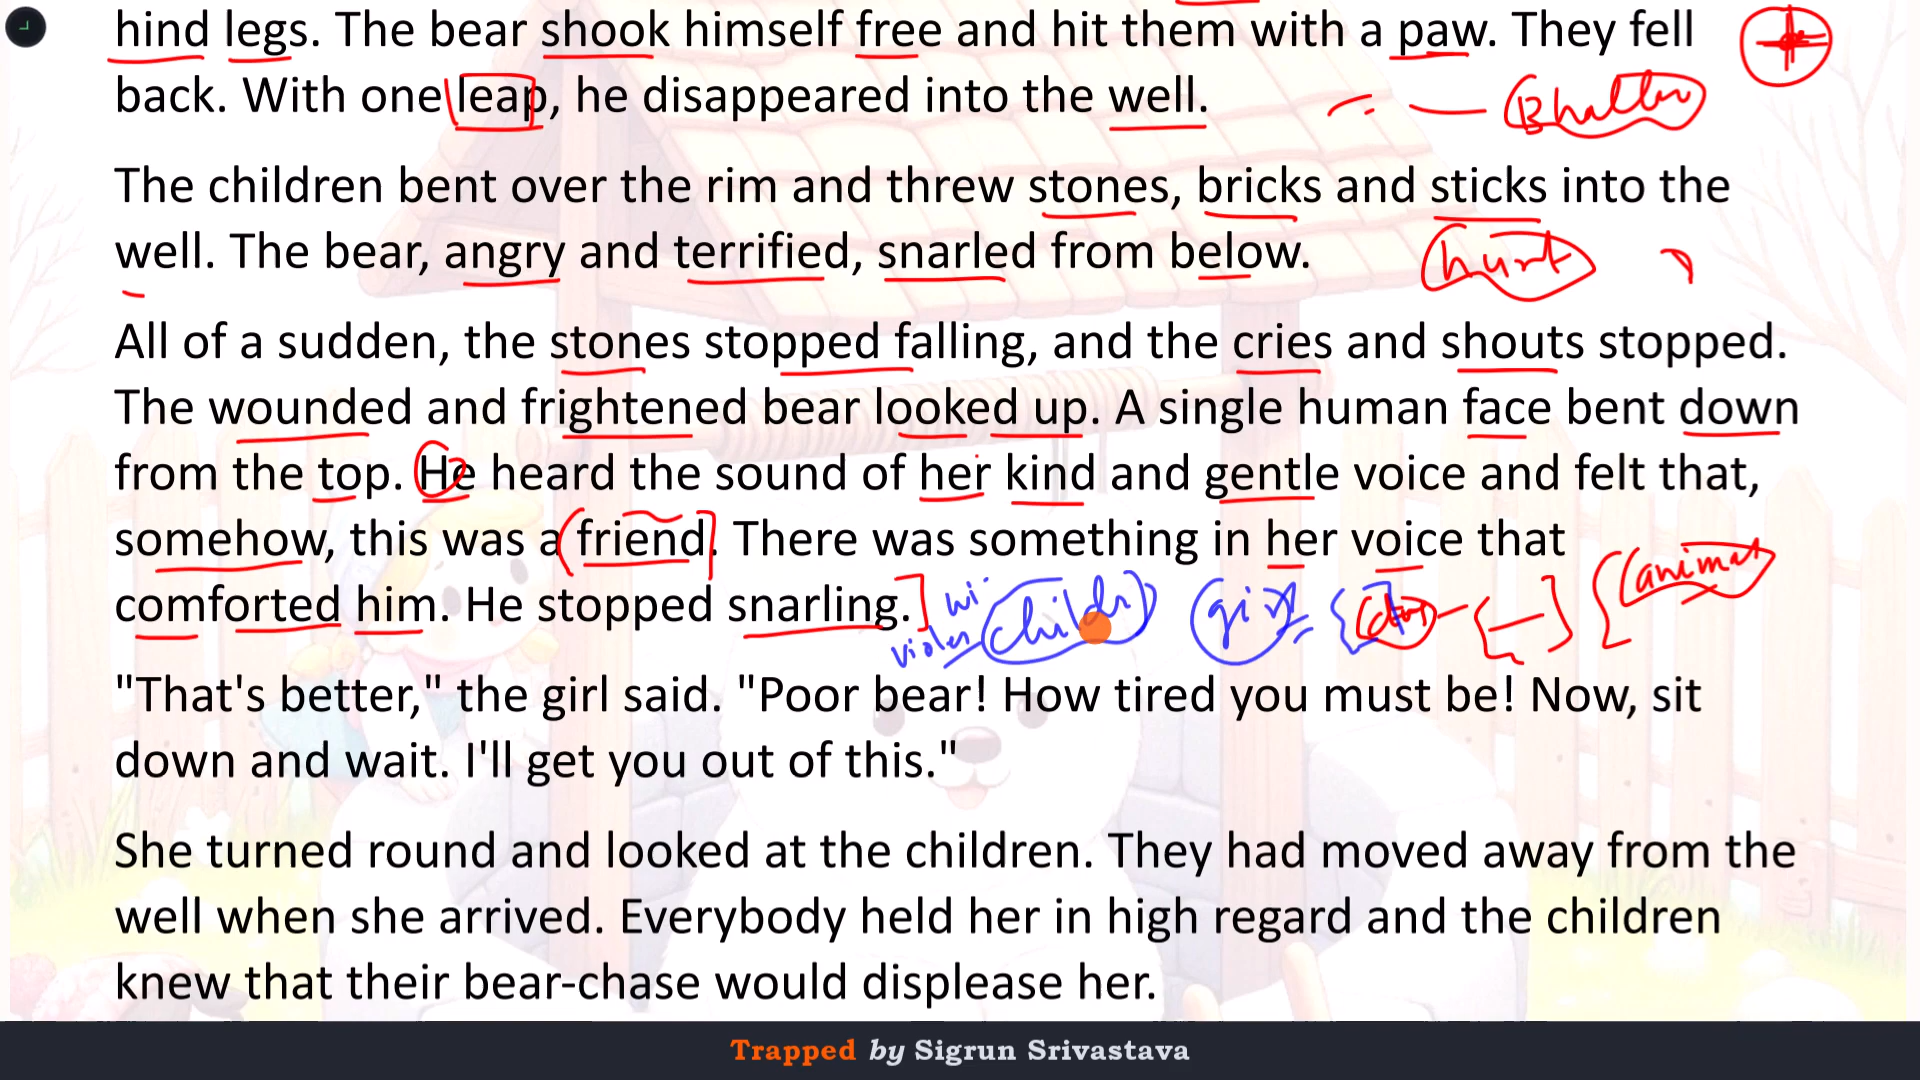 hind legs. The bear shook himself free and hit them with a paw. They fell
back. With one leap, he disappeared into the well.
The children bent over the rim and threw stones, bricks and sticks into the
well. The bear, angry and terrified, snarled from below.
hurt
All of a sudden, the stones stopped falling, and the cries and shouts stopped.
The wounded and frightened bear looked up. A single human face bent down
from the top. He heard the sound of her kind and gentle voice and felt that,
somehow, this was a friend. There was something in her voice that
comforted him. He stopped snarling.
animal
"That's better," the girl said. "Poor bear! How tired you must be! Now, sit
down and wait. I'll get you out of this."
She turned round and looked at the children. They had moved away from the
well when she arrived. Everybody held her in high regard and the children
knew that their bear-chase would displease her.
Trapped by Sigrun Srivastava